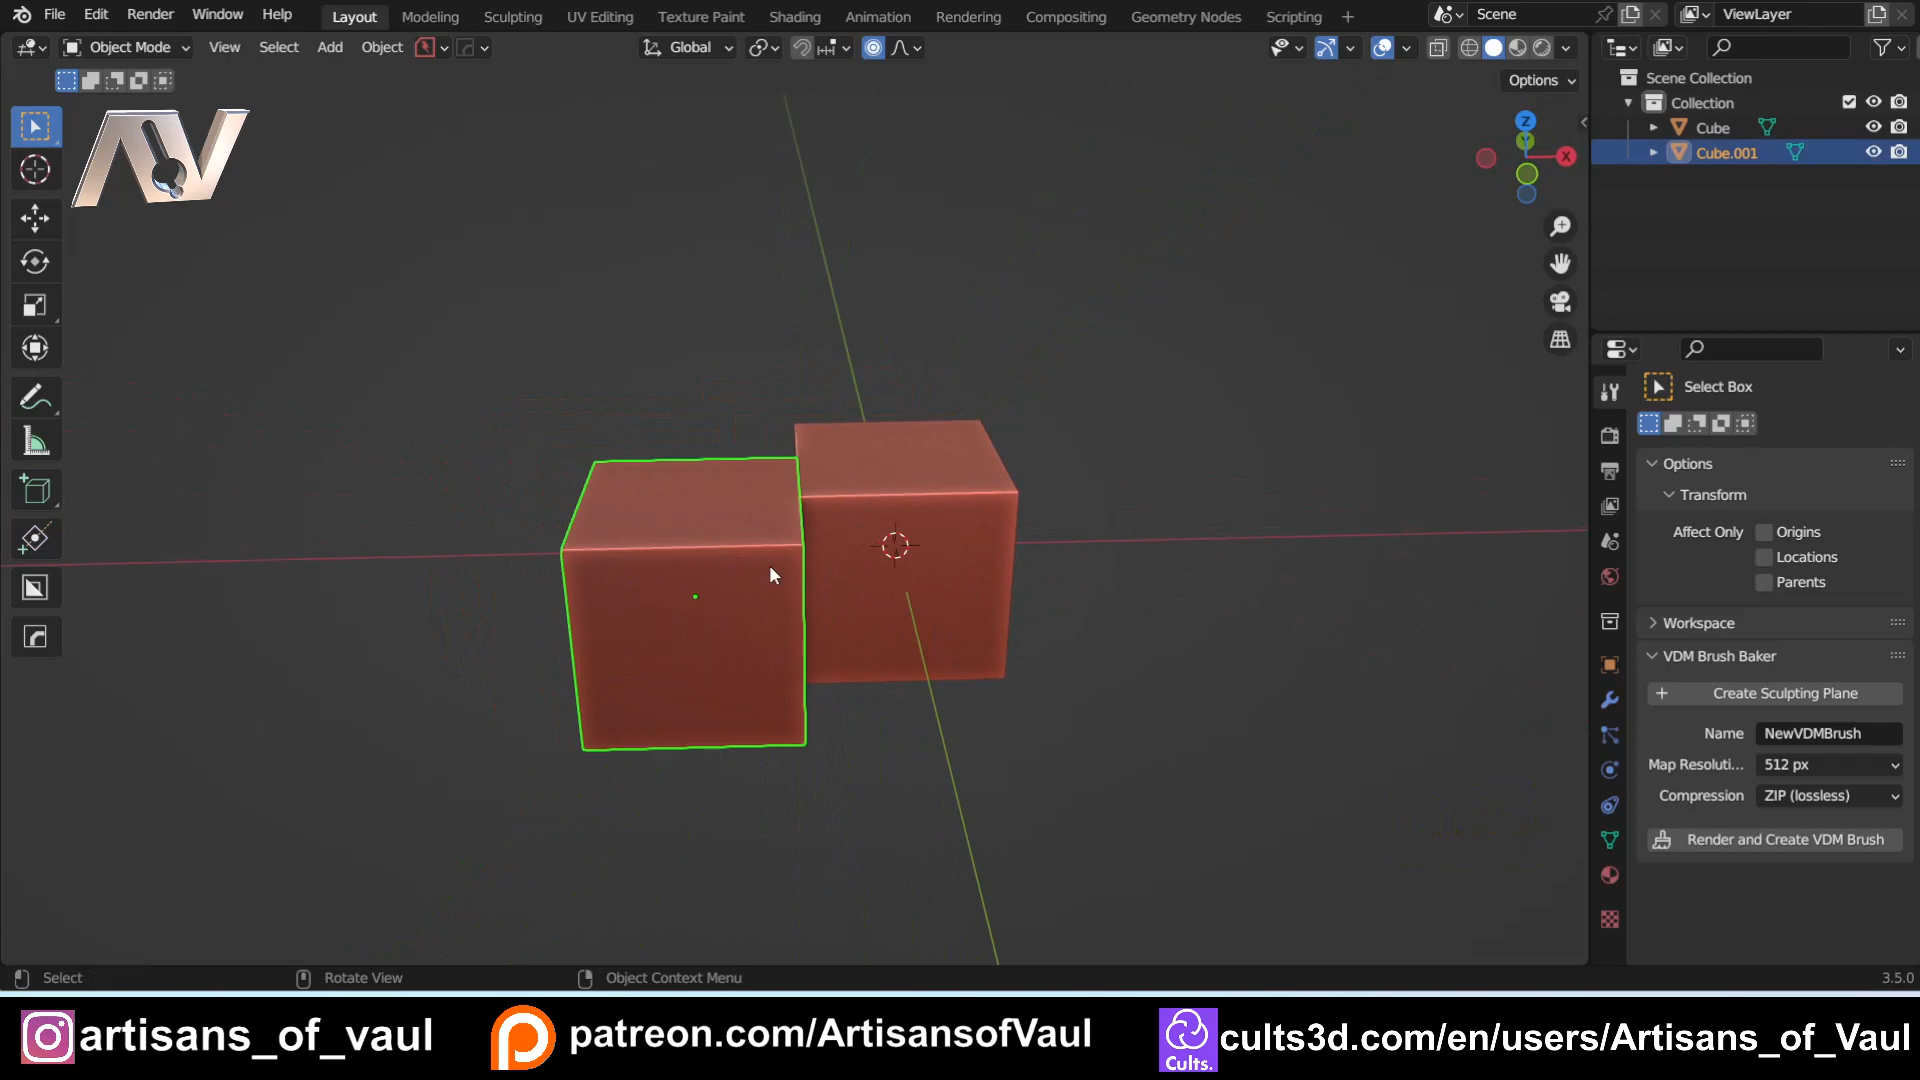 File Edit Render Window Help Layout Modeling Sculpting UV Editing Texture Paint Shading Animation Rendering Compositing Geometry Nodes Scripting + Scene ViewLayer
Object Mode View Select Add Object Global
Options
Scene Collection
Collection
Cube
Cube.001
Z
Y
X
Select Box
Options
Transform
Affect Only Origins
Locations
Parents
Workspace
VDM Brush Baker
+ Create Sculpting Plane
Name NewVDMBrush
Map Resoluti... 512 px
Compression ZIP (lossless)
Render and Create VDM Brush
Select Rotate View Object Context Menu 3.5.0
artisans_of_vaul patreon.com/ArtisansofVaul Cults. cults3d.com/en/users/Artisans_of_Vaul